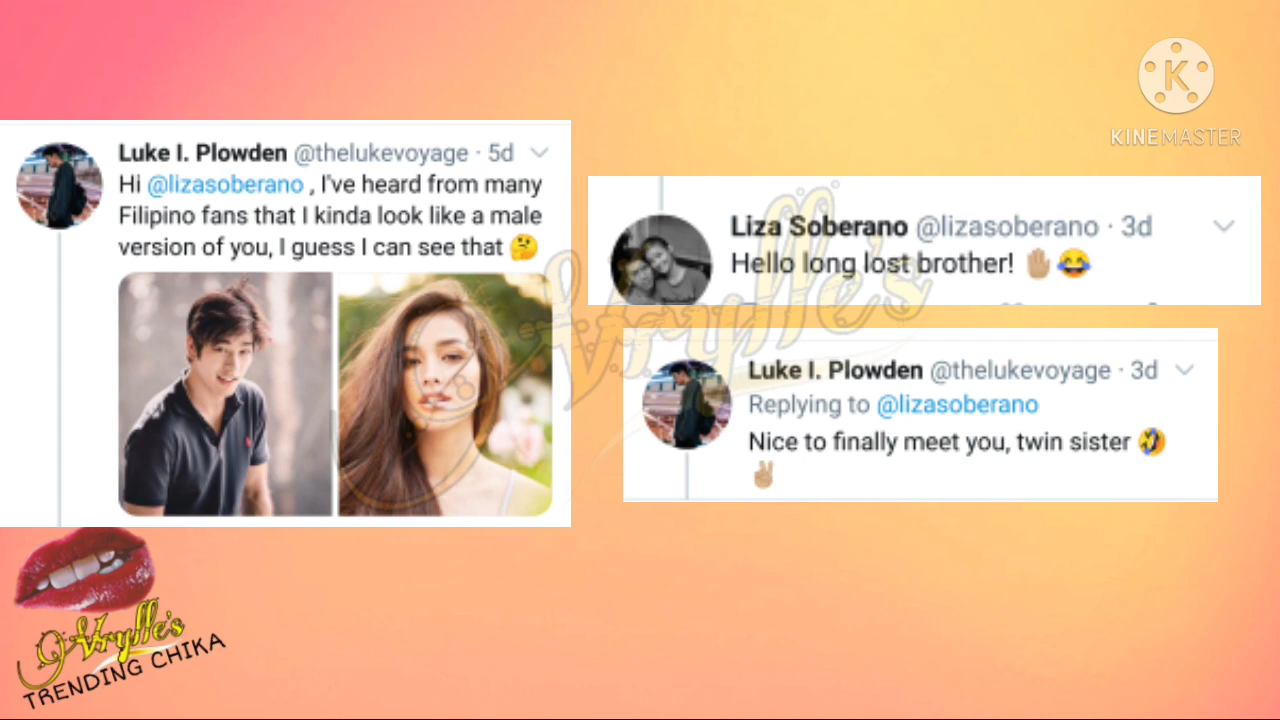 Luke I. Plowden @thelukevoyage · 5d
Hi @lizasoberano , I've heard from many
Filipino fans that I kinda look like a male
version of you, I guess I can see that 🤔
K
KINEMASTER
Liza Soberano @lizasoberano · 3d
Hello long lost brother! 🤚🏽😂
Luke I. Plowden @thelukevoyage · 3d
Replying to @lizasoberano
Nice to finally meet you, twin sister 🤣
✌🏽
Vrylle's
Vrylle's
TRENDING CHIKA